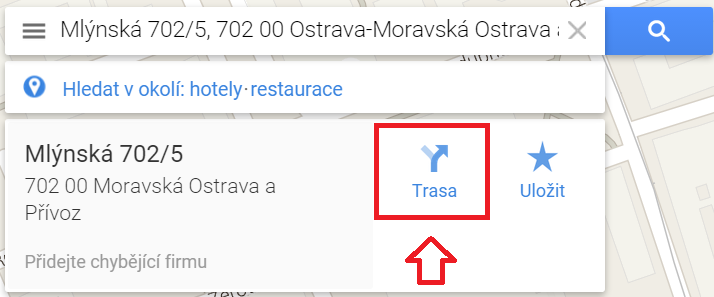 Mlýnská 702/5, 702 00 Ostrava-Moravská Ostrava a
Hledat v okolí: hotely·restaurace
Mlýnská 702/5
702 00 Moravská Ostrava a
Přívoz
Trasa
Uložit
Přidejte chybějící firmu